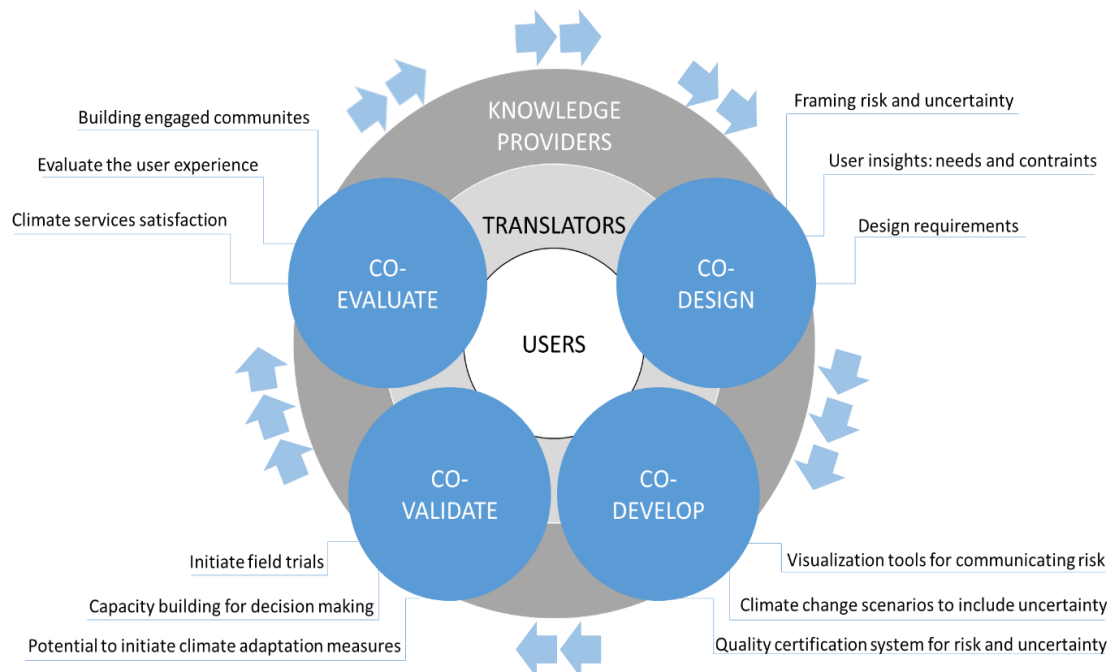 KNOWLEDGE
PROVIDERS
TRANSLATORS
USERS
CO-
EVALUATE
Building engaged communites
Evaluate the user experience
Climate services satisfaction
CO-
DESIGN
Framing risk and uncertainty
User insights: needs and contraints
Design requirements
CO-
DEVELOP
Visualization tools for communicating risk
Climate change scenarios to include uncertainty
Quality certification system for risk and uncertainty
CO-
VALIDATE
Initiate field trials
Capacity building for decision making
Potential to initiate climate adaptation measures